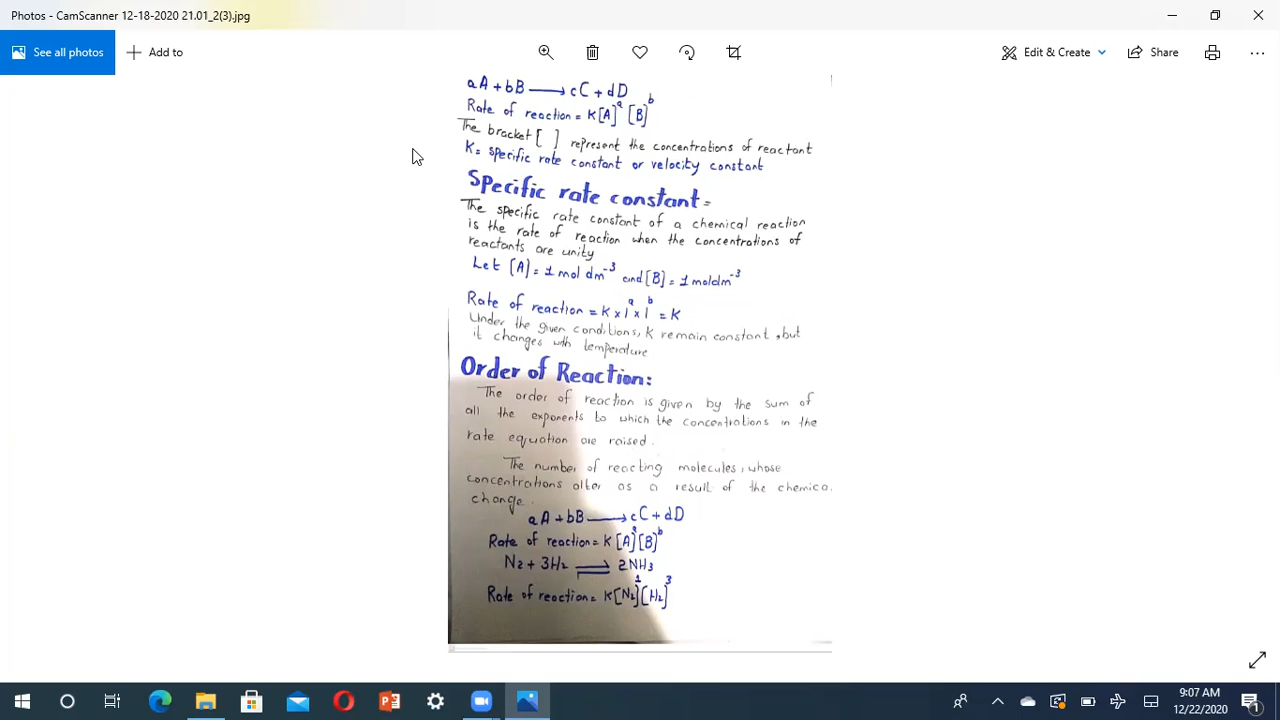 Photos - CamScanner 12-18-2020 21.01_2(3).jpg
See all photos
Add to
Edit & Create
Share
aA + bB ⟶ cC + dD
Rate of reaction = K[A]ᵃ [B]ᵇ
The bracket [ ] represent the concentrations of reactant
K = specific rate constant or velocity constant
Specific rate constant =
The specific rate constant of a chemical reaction
is the rate of reaction when the concentrations of
reactants are unity
Let [A] = 1 mol dm⁻³ and [B] = 1 moldm⁻³
Rate of reaction = K × 1ᵃ × 1ᵇ = K
Under the given conditions, K remain constant, but
it changes with temperature
Order of Reaction:
The order of reaction is given by the sum of
all the exponents to which the concentrations in the
rate equation are raised.
The number of reacting molecules, whose
concentrations alter as a result of the chemica
change.
aA + bB ⟶ cC + dD
Rate of reaction = K [A]ᵃ [B]ᵇ
N₂ + 3H₂ ⇌ 2NH₃
Rate of reaction = K[N₂]¹ [H₂]³
9:07 AM
12/22/2020
1